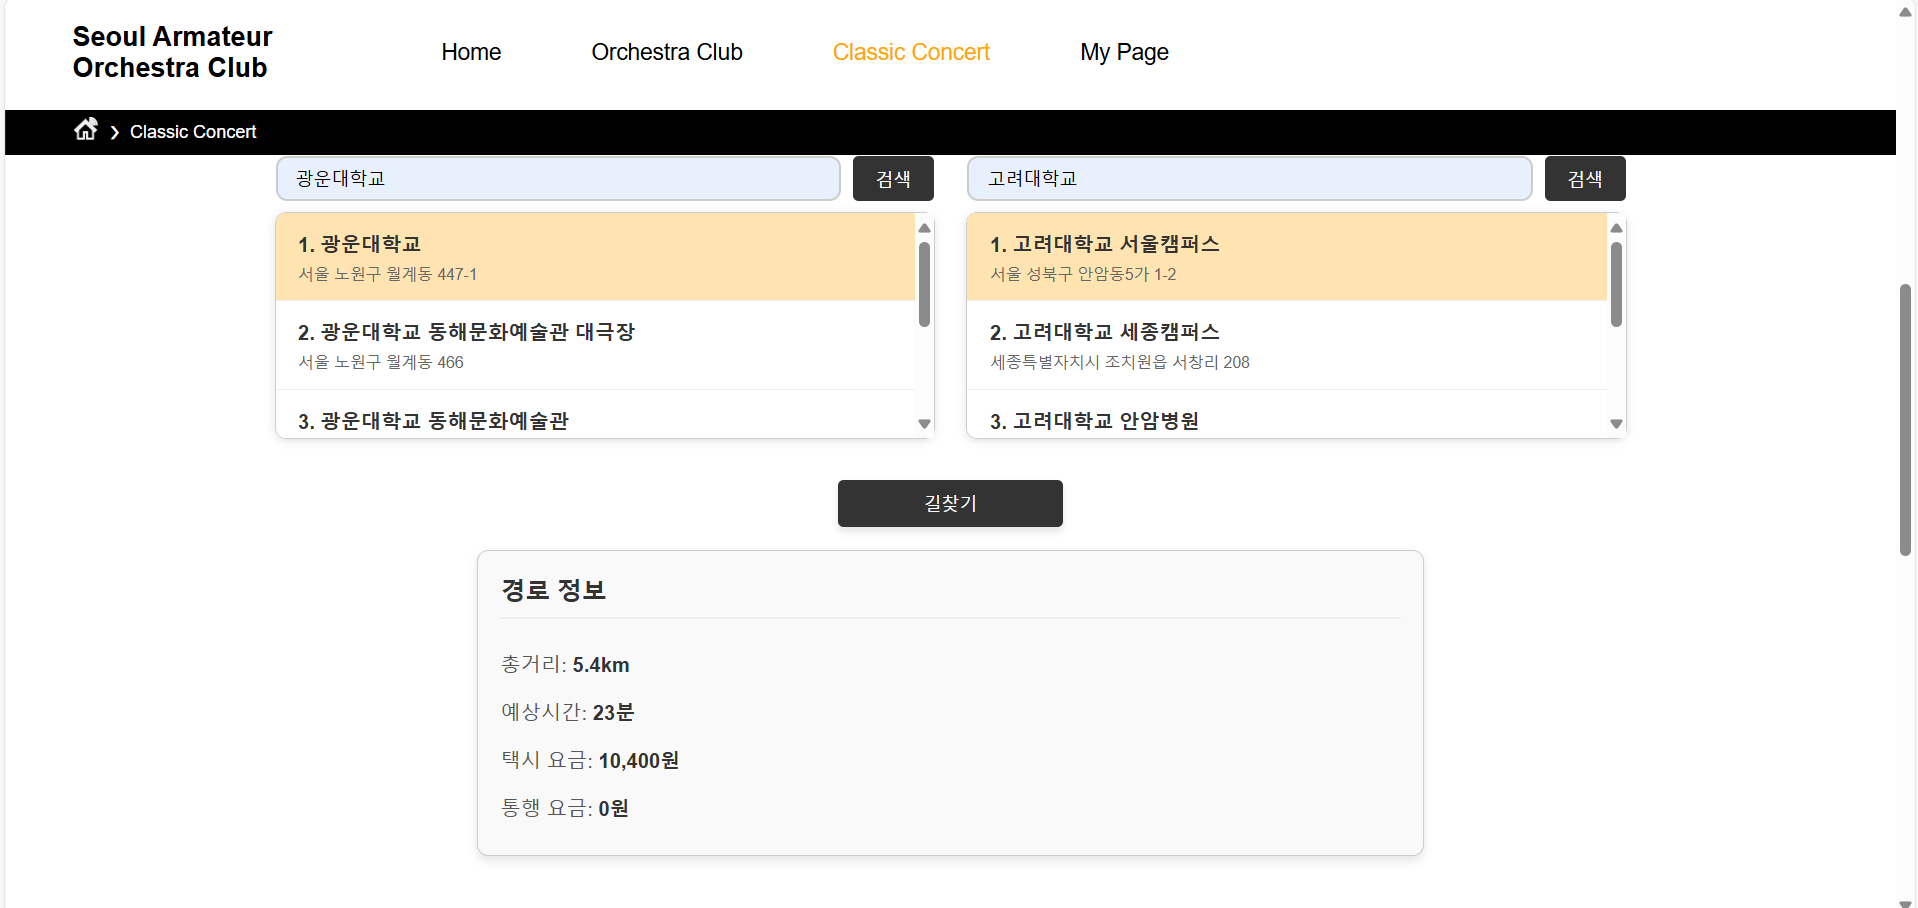 Seoul Armateur
Orchestra Club
Home
Orchestra Club
Classic Concert
My Page
Classic Concert
광운대학교
검색
고려대학교
검색
1. 광운대학교
서울 노원구 월계동 447-1
2. 광운대학교 동해문화예술관 대극장
서울 노원구 월계동 466
3. 광운대학교 동해문화예술관
1. 고려대학교 서울캠퍼스
서울 성북구 안암동5가 1-2
2. 고려대학교 세종캠퍼스
세종특별자치시 조치원읍 서창리 208
3. 고려대학교 안암병원
길찾기
경로 정보
총거리: 5.4km
예상시간: 23분
택시 요금: 10,400원
통행 요금: 0원